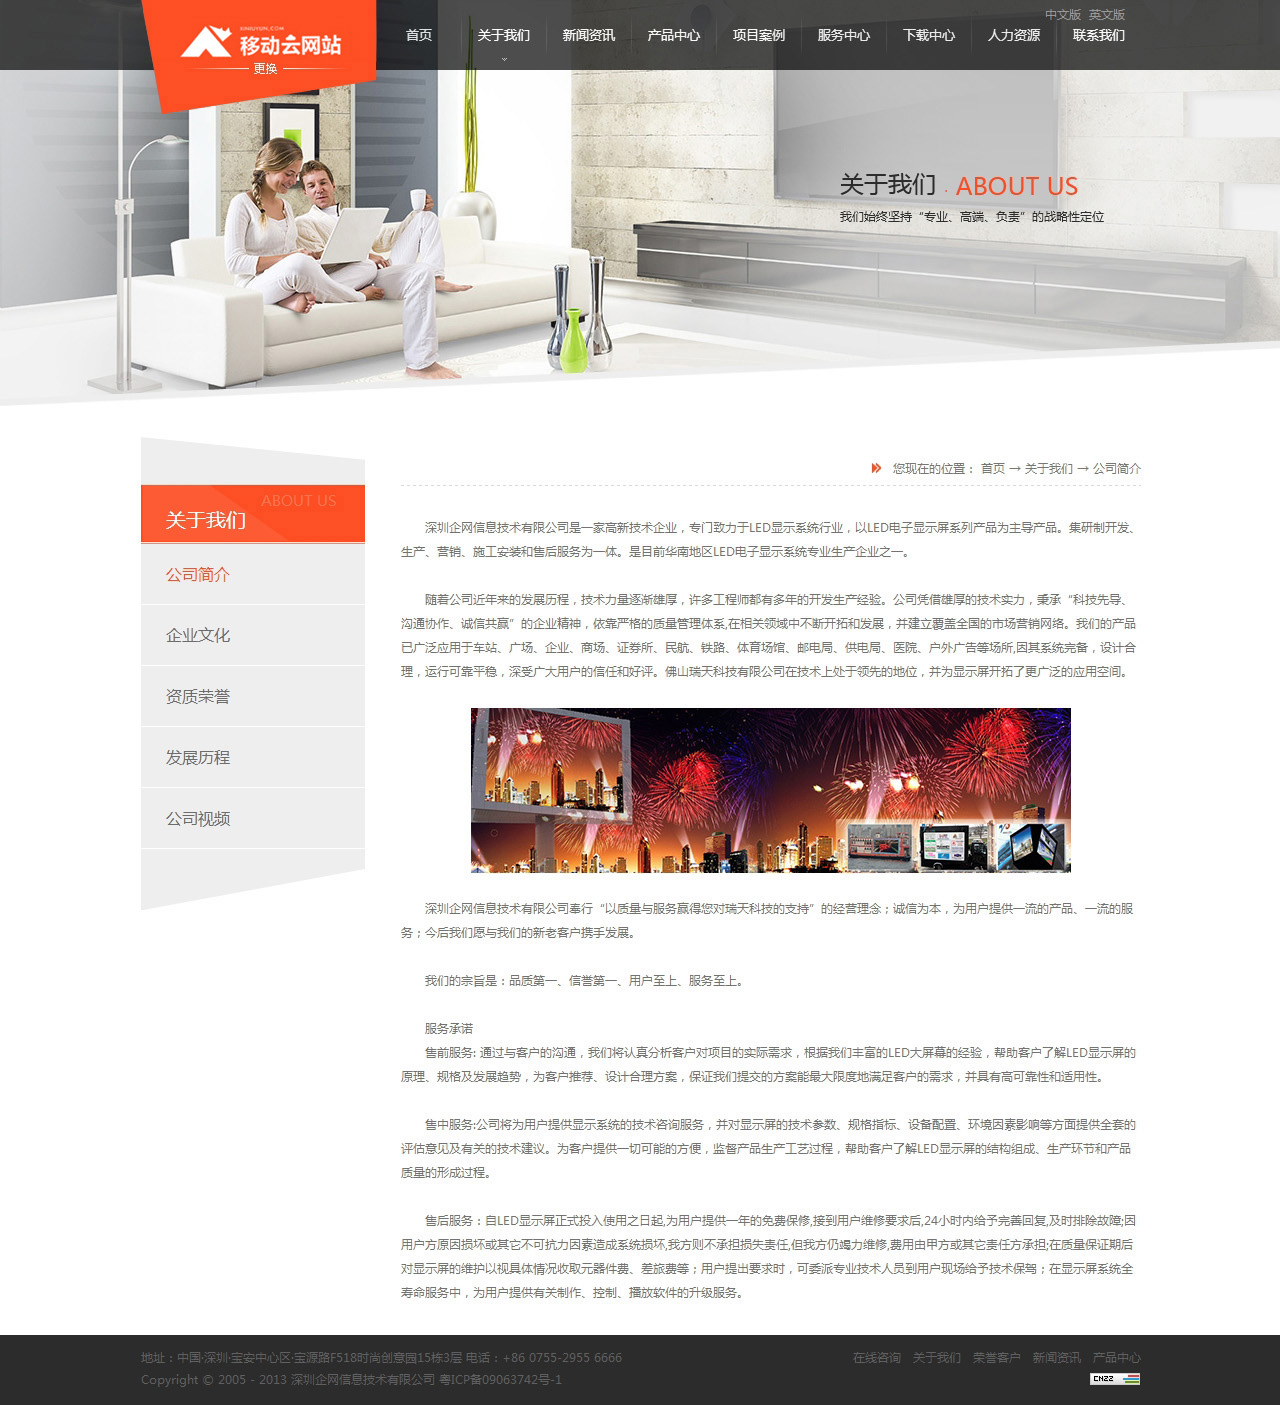 中文版 英文版
XINRUIYUN.COM
移动云网站
更换
首页 关于我们 新闻资讯 产品中心 项目案例 服务中心 下载中心 人力资源 联系我们
关于我们 · ABOUT US
我们始终坚持“专业、高端、负责”的战略性定位
ABOUT US
关于我们
公司简介
企业文化
资质荣誉
发展历程
公司视频
您现在的位置： 首页 → 关于我们 → 公司简介
深圳企网信息技术有限公司是一家高新技术企业，专门致力于LED显示系统行业，以LED电子显示屏系列产品为主导产品。集研制开发、
生产、营销、施工安装和售后服务为一体。是目前华南地区LED电子显示系统专业生产企业之一。
随着公司近年来的发展历程，技术力量逐渐雄厚，许多工程师都有多年的开发生产经验。公司凭借雄厚的技术实力，秉承“科技先导、
沟通协作、诚信共赢”的企业精神，依靠严格的质量管理体系,在相关领域中不断开拓和发展，并建立覆盖全国的市场营销网络。我们的产品
已广泛应用于车站、广场、企业、商场、证券所、民航、铁路、体育场馆、邮电局、供电局、医院、户外广告等场所,因其系统完备，设计合
理，运行可靠平稳，深受广大用户的信任和好评。佛山瑞天科技有限公司在技术上处于领先的地位，并为显示屏开拓了更广泛的应用空间。
深圳企网信息技术有限公司奉行“以质量与服务赢得您对瑞天科技的支持”的经营理念；诚信为本，为用户提供一流的产品、一流的服
务；今后我们愿与我们的新老客户携手发展。
我们的宗旨是：品质第一、信誉第一、用户至上、服务至上。
服务承诺
售前服务: 通过与客户的沟通，我们将认真分析客户对项目的实际需求，根据我们丰富的LED大屏幕的经验，帮助客户了解LED显示屏的
原理、规格及发展趋势，为客户推荐、设计合理方案，保证我们提交的方案能最大限度地满足客户的需求，并具有高可靠性和适用性。
售中服务:公司将为用户提供显示系统的技术咨询服务，并对显示屏的技术参数、规格指标、设备配置、环境因素影响等方面提供全套的
评估意见及有关的技术建议。为客户提供一切可能的方便，监督产品生产工艺过程，帮助客户了解LED显示屏的结构组成、生产环节和产品
质量的形成过程。
售后服务：自LED显示屏正式投入使用之日起,为用户提供一年的免费保修,接到用户维修要求后,24小时内给予完善回复,及时排除故障;因
用户方原因损坏或其它不可抗力因素造成系统损坏,我方则不承担损失责任,但我方仍竭力维修,费用由甲方或其它责任方承担;在质量保证期后
对显示屏的维护以视具体情况收取元器件费、差旅费等；用户提出要求时，可委派专业技术人员到用户现场给予技术保驾；在显示屏系统全
寿命服务中，为用户提供有关制作、控制、播放软件的升级服务。
地址：中国·深圳·宝安中心区·宝源路F518时尚创意园15栋3层 电话：+86 0755-2955 6666
在线咨询 关于我们 荣誉客户 新闻资讯 产品中心
Copyright © 2005 - 2013 深圳企网信息技术有限公司 粤ICP备09063742号-1
CNZZ